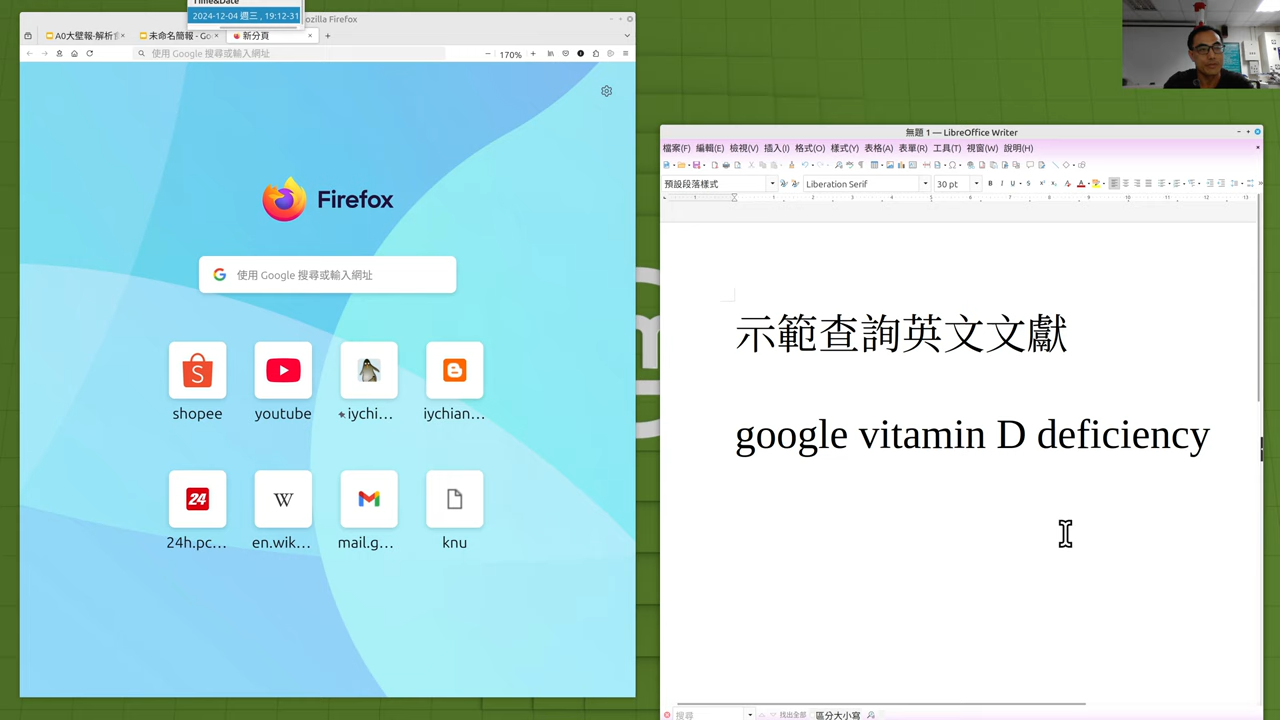 Time&Date
2024-12-04 週三 , 19:12-31
ozilla Firefox
A0大壁報-解析1
未命名簡報 - Go
新分頁
使用 Google 搜尋或輸入網址
170%
Firefox
使用 Google 搜尋或輸入網址
shopee
youtube
iychi...
iychian...
24h.pc...
en.wik...
mail.g...
knu
無題 1 — LibreOffice Writer
檔案(F) 編輯(E) 檢視(V) 插入(I) 格式(O) 樣式(Y) 表格(A) 表單(R) 工具(T) 視窗(W) 說明(H)
預設段落樣式
Liberation Serif
30 pt
示範查詢英文文獻
google vitamin D deficiency
搜尋
找出全部
區分大小寫